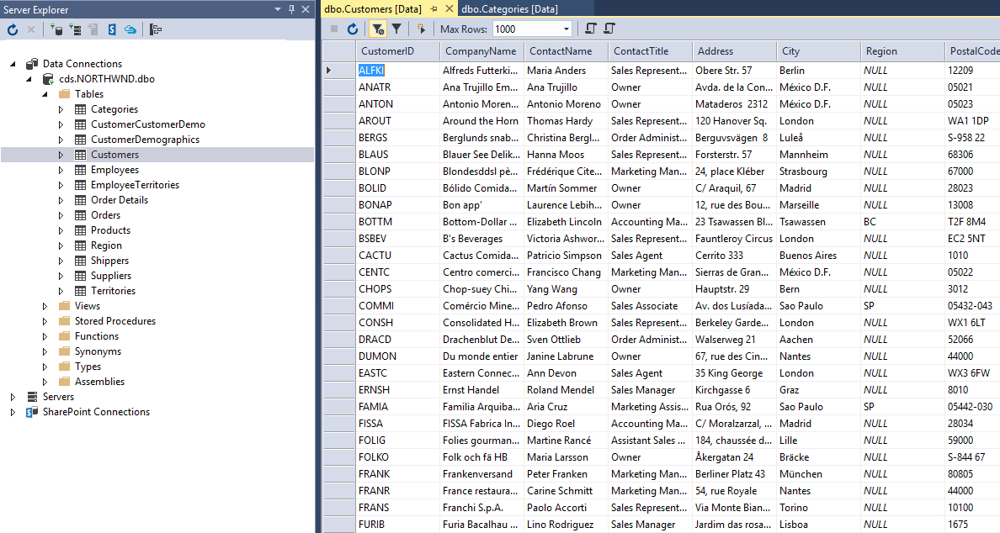 Server Explorer
Data Connections
cds.NORTHWND.dbo
Tables
Categories
CustomerCustomerDemo
CustomerDemographics
Customers
Employees
EmployeeTerritories
Order Details
Orders
Products
Region
Shippers
Suppliers
Territories
Views
Stored Procedures
Functions
Synonyms
Types
Assemblies
Servers
SharePoint Connections
dbo.Customers [Data] dbo.Categories [Data]
Max Rows: 1000
CustomerID CompanyName ContactName ContactTitle Address City Region PostalCode
ALFKI Alfreds Futterki... Maria Anders Sales Represent... Obere Str. 57 Berlin NULL 12209
ANATR Ana Trujillo Em... Ana Trujillo Owner Avda. de la Con... México D.F. NULL 05021
ANTON Antonio Moren... Antonio Moreno Owner Mataderos 2312 México D.F. NULL 05023
AROUT Around the Horn Thomas Hardy Sales Represent... 120 Hanover Sq. London NULL WA1 1DP
BERGS Berglunds snab... Christina Bergl... Order Administ... Berguvsvägen 8 Luleå NULL S-958 22
BLAUS Blauer See Delik... Hanna Moos Sales Represent... Forsterstr. 57 Mannheim NULL 68306
BLONP Blondesddsl pè... Frédérique Cite... Marketing Man... 24, place Kléber Strasbourg NULL 67000
BOLID Bólido Comida... Martín Sommer Owner C/ Araquil, 67 Madrid NULL 28023
BONAP Bon app' Laurence Lebih... Owner 12, rue des Bou... Marseille NULL 13008
BOTTM Bottom-Dollar ... Elizabeth Lincoln Accounting Ma... 23 Tsawassen Bl... Tsawassen BC T2F 8M4
BSBEV B's Beverages Victoria Ashwor... Sales Represent... Fauntleroy Circus London NULL EC2 5NT
CACTU Cactus Comida... Patricio Simpson Sales Agent Cerrito 333 Buenos Aires NULL 1010
CENTC Centro comerci... Francisco Chang Marketing Man... Sierras de Gran... México D.F. NULL 05022
CHOPS Chop-suey Chi... Yang Wang Owner Hauptstr. 29 Bern NULL 3012
COMMI Comércio Mine... Pedro Afonso Sales Associate Av. dos Lusíada... Sao Paulo SP 05432-043
CONSH Consolidated H... Elizabeth Brown Sales Represent... Berkeley Garde... London NULL WX1 6LT
DRACD Drachenblut De... Sven Ottlieb Order Administ... Walserweg 21 Aachen NULL 52066
DUMON Du monde entier Janine Labrune Owner 67, rue des Cin... Nantes NULL 44000
EASTC Eastern Connec... Ann Devon Sales Agent 35 King George London NULL WX3 6FW
ERNSH Ernst Handel Roland Mendel Sales Manager Kirchgasse 6 Graz NULL 8010
FAMIA Familia Arquiba... Aria Cruz Marketing Assis... Rua Orós, 92 Sao Paulo SP 05442-030
FISSA FISSA Fabrica In... Diego Roel Accounting Ma... C/ Moralzarzal, ... Madrid NULL 28034
FOLIG Folies gourman... Martine Rancé Assistant Sales ... 184, chaussée d... Lille NULL 59000
FOLKO Folk och fä HB Maria Larsson Owner Åkergatan 24 Bräcke NULL S-844 67
FRANK Frankenversand Peter Franken Marketing Man... Berliner Platz 43 München NULL 80805
FRANR France restaura... Carine Schmitt Marketing Man... 54, rue Royale Nantes NULL 44000
FRANS Franchi S.p.A. Paolo Accorti Sales Represent... Via Monte Bian... Torino NULL 10100
FURIB Furia Bacalhau ... Lino Rodriguez Sales Manager Jardim das rosa... Lisboa NULL 1675